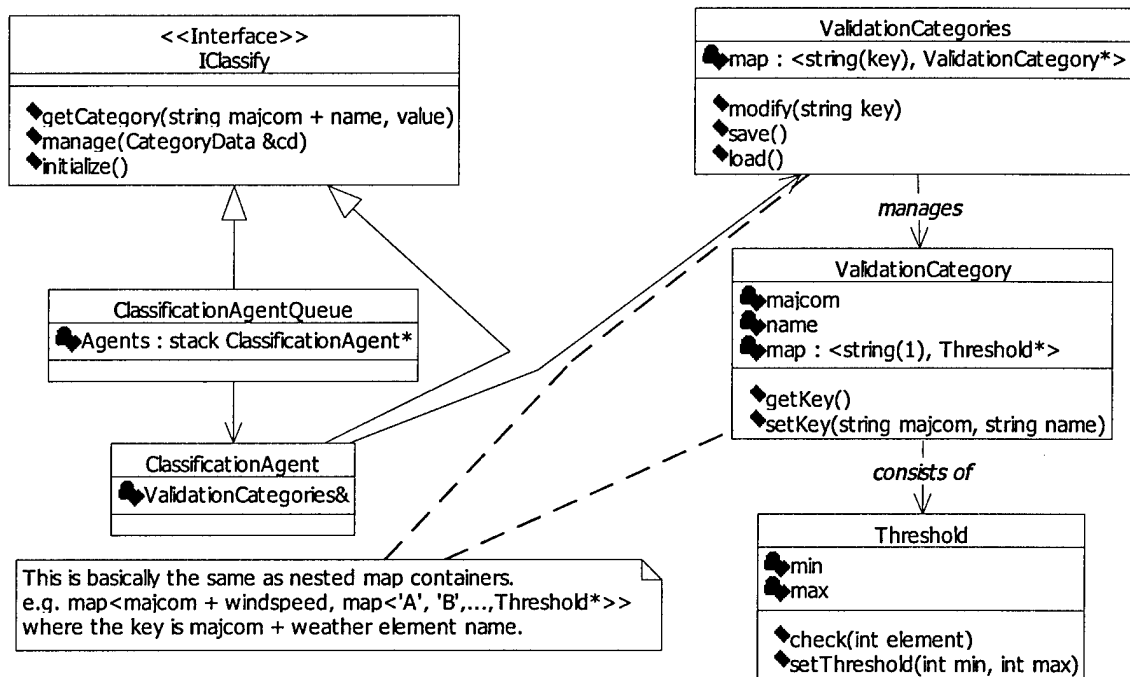 <<Interface>>
IClassify
getCategory(string majcom + name, value)
manage(CategoryData &cd)
initialize()
ValidationCategories
map : <string(key), ValidationCategory*>
modify(string key)
save()
load()
manages
ValidationCategory
majcom
name
map : <string(1), Threshold*>
getKey()
setKey(string majcom, string name)
ClassificationAgentQueue
Agents : stack ClassificationAgent*
ClassificationAgent
ValidationCategories&
consists of
Threshold
min
max
check(int element)
setThreshold(int min, int max)
This is basically the same as nested map containers.
e.g. map<majcom + windspeed, map<'A', 'B',...,Threshold*>>
where the key is majcom + weather element name.